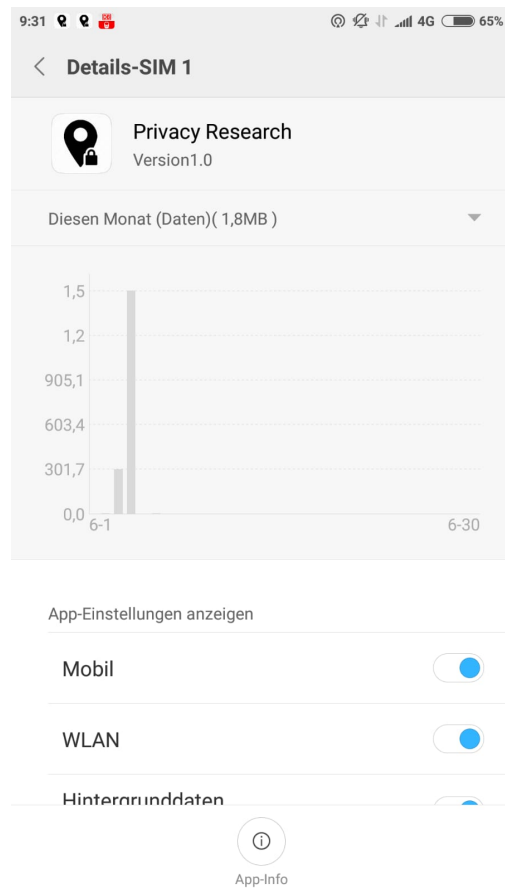 9:31 4G 65%
Details-SIM 1
Privacy Research
Version1.0
Diesen Monat (Daten)( 1,8MB )
1,5
1,2
905,1
603,4
301,7
0,0
6-1 6-30
App-Einstellungen anzeigen
Mobil
WLAN
Hintergrunddaten
App-Info